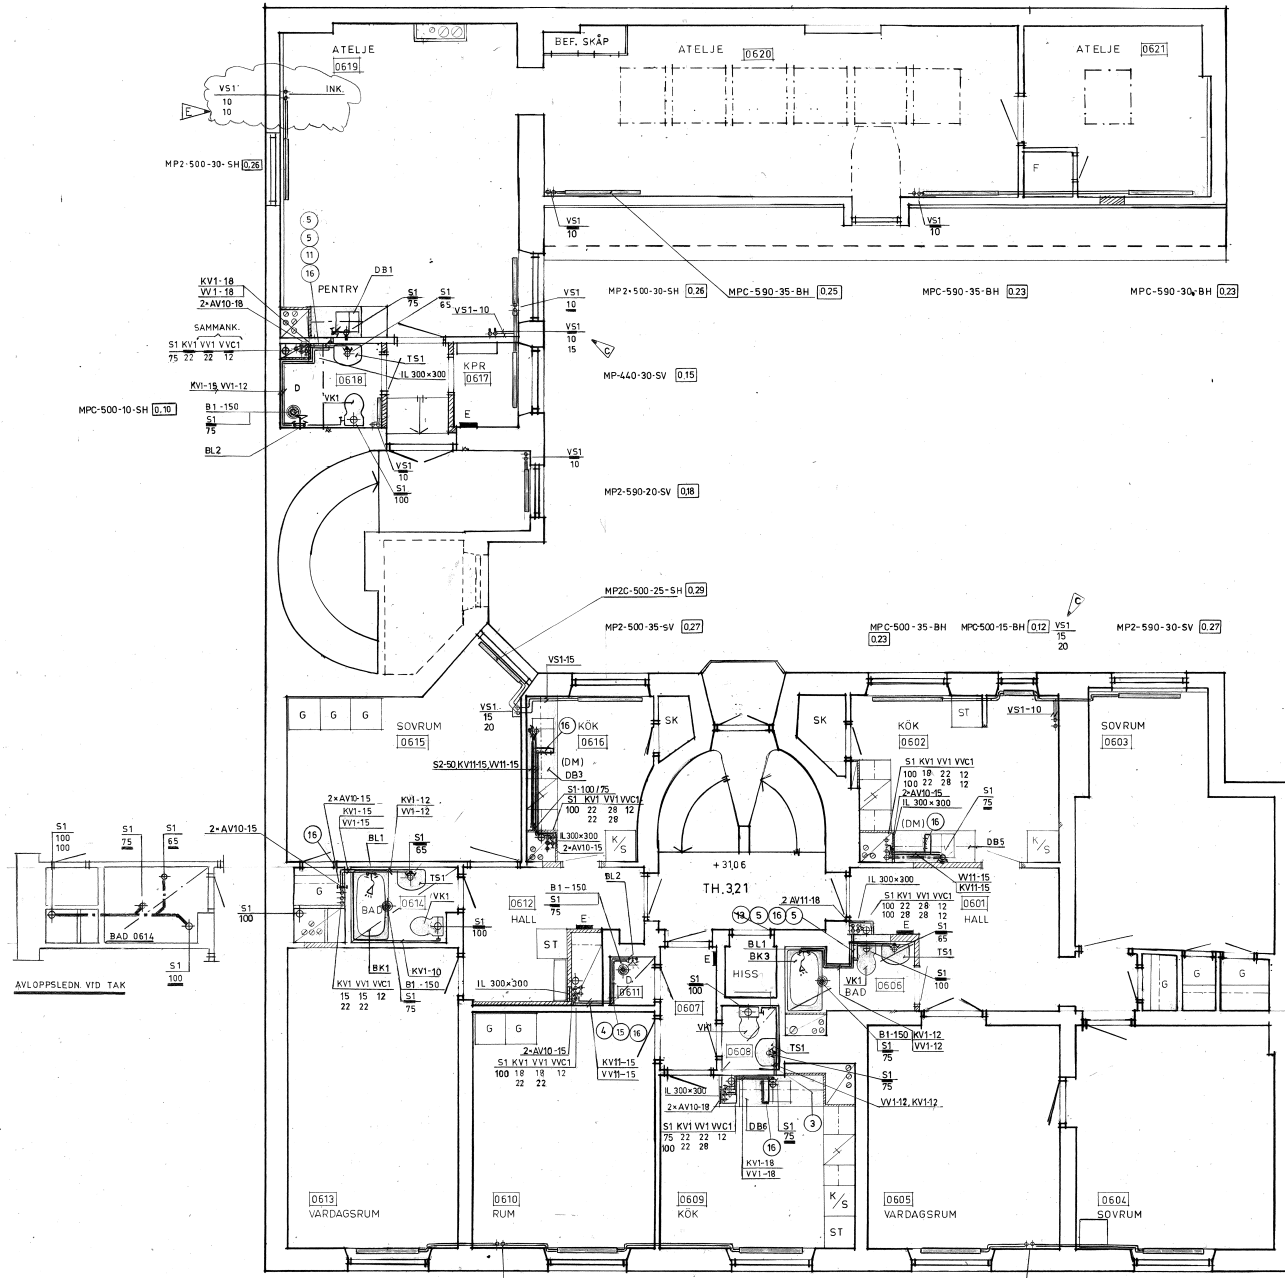 BEF. SKÅP
ATELJE
0619
ATELJE
0620
ATELJE
0621
VS1
10
10
INK.
E
MP2-500-30-SH 0,26
F
VS1
10
VS1
10
5
5
11
16
DB1
PENTRY
KV1-18
VV1-18
2×AV10-18
S1
75
S1
65
VS1-10
VS1
10
VS1
10
15
C
MP2-500-30-SH 0,26
MPC-590-35-BH 0,25
MPC-590-35-BH 0,23
MPC-590-30-BH 0,23
SAMMANK.
S1 KV1 VV1 VVC1
75 22 22 12
TS1
IL 300×300
KPR
0617
MP-440-30-SV 0,15
KV1-15, VV1-12
D
0618
VK1
MPC-500-10-SH 0,10
B1-150
S1
75
BL2
E
VS1
10
S1
100
VS1
10
MP2-590-20-SV 0,18
MP2C-500-25-SH 0,29
MP2-500-35-SV 0,27
MPC-500-35-BH
0,23
MPC-500-15-BH 0,12
VS1
15
20
C
MP2-590-30-SV 0,27
VS1-15
VS1
15
20
G G G
SOVRUM
0615
16
KÖK
0616
SK
SK
KÖK
0602
ST
VS1-10
SOVRUM
0603
(DM)
DB3
S2-50, KV11-15, VV11-15
S1-100/75
S1 KV1 VV1 VVC1
100 22 28 12
22 28
IL 300×300
2×AV10-15
K/S
S1 KV1 VV1 VVC1
100 18 22 12
100 22 28 12
2×AV10-15
IL 300×300
(DM)
16
S1
75
DB5
K/S
VV11-15
KV11-15
+31,06
TH.321
2×AV10-15
KV1-15
VV1-15
KV1-12
VV1-12
2×AV10-15
16
BL1
S1
65
TS1
G
BAD
0614
VK1
S1
100
S1
100
100
S1
75
S1
65
S1
100
BAD 0614
S1
100
AVLOPPSLEDN. VID TAK
BK1
KV1-10
KV1 VV1 VVC1
15 15 12
22 22
B1-150
S1
75
0612
HALL
B1-150
S1
75
BL2
E
ST
IL 300×300
D
0611
4
15
16
2×AV10-15
S1 KV1 VV1 VVC1
100 18 18 12
22 22
KV11-15
VV11-15
G G
2 AV11-18
5
16
5
IL 300×300
S1 KV1 VV1 VVC1
100 22 28 12
100 28 28 12
0601
HALL
E
S1
65
TS1
BL1
BK3
HISS
E
S1
100
0607
VK1
0608
TS1
VK1
BAD
0606
S1
100
KV1-12
VV1-12
B1-150
S1
75
S1
75
VV1-12, KV1-12
G
G
G
IL 300×300
2×AV10-18
S1 KV1 VV1 VVC1
75 22 22 12
100 22 28
DB6
S1
75
3
16
KV1-18
VV1-18
K/S
ST
0613
VARDAGSRUM
0610
RUM
0609
KÖK
0605
VARDAGSRUM
0604
SOVRUM